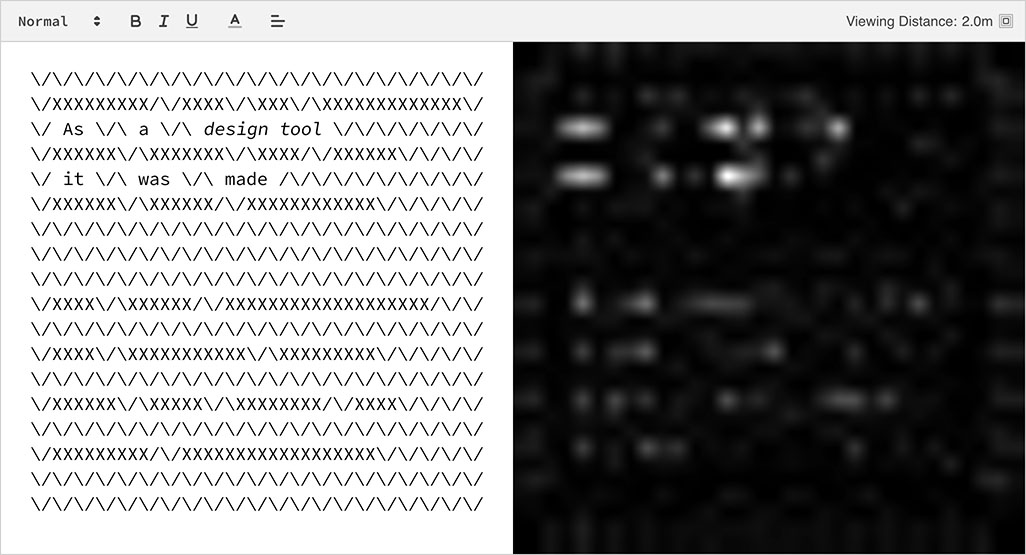 Normal B I U A Viewing Distance: 2.0m
\/\/\/\/\/\/\/\/\/\/\/\/\/\/\/\/\/\/\/\/\/
\/XXXXXXXXX/\/XXXX\/\XXX\/\XXXXXXXXXXXXX\/
\/ As \/\ a \/\ design tool \/\/\/\/\/\/\/
\/XXXXXX\/\XXXXXXX\/\XXXX/\/XXXXXX\/\/\/\/
\/ it \/\ was \/\ made /\/\/\/\/\/\/\/\/\/
\/XXXXXX\/\XXXXXX/\/XXXXXXXXXXXX\/\/\/\/\/
\/\/\/\/\/\/\/\/\/\/\/\/\/\/\/\/\/\/\/\/\/
\/\/\/\/\/\/\/\/\/\/\/\/\/\/\/\/\/\/\/\/\/
\/\/\/\/\/\/\/\/\/\/\/\/\/\/\/\/\/\/\/\/\/
\/XXXX\/\XXXXXX/\/XXXXXXXXXXXXXXXXXXX/\/\/
\/\/\/\/\/\/\/\/\/\/\/\/\/\/\/\/\/\/\/\/\/
\/XXXX\/\XXXXXXXXXXX\/\XXXXXXXXX\/\/\/\/\/
\/\/\/\/\/\/\/\/\/\/\/\/\/\/\/\/\/\/\/\/\/
\/XXXXXX\/\XXXXX\/\XXXXXXXX/\/XXXX\/\/\/\/
\/\/\/\/\/\/\/\/\/\/\/\/\/\/\/\/\/\/\/\/\/
\/XXXXXXXXX/\/XXXXXXXXXXXXXXXXXX\/\/\/\/\/
\/\/\/\/\/\/\/\/\/\/\/\/\/\/\/\/\/\/\/\/\/
\/\/\/\/\/\/\/\/\/\/\/\/\/\/\/\/\/\/\/\/\/